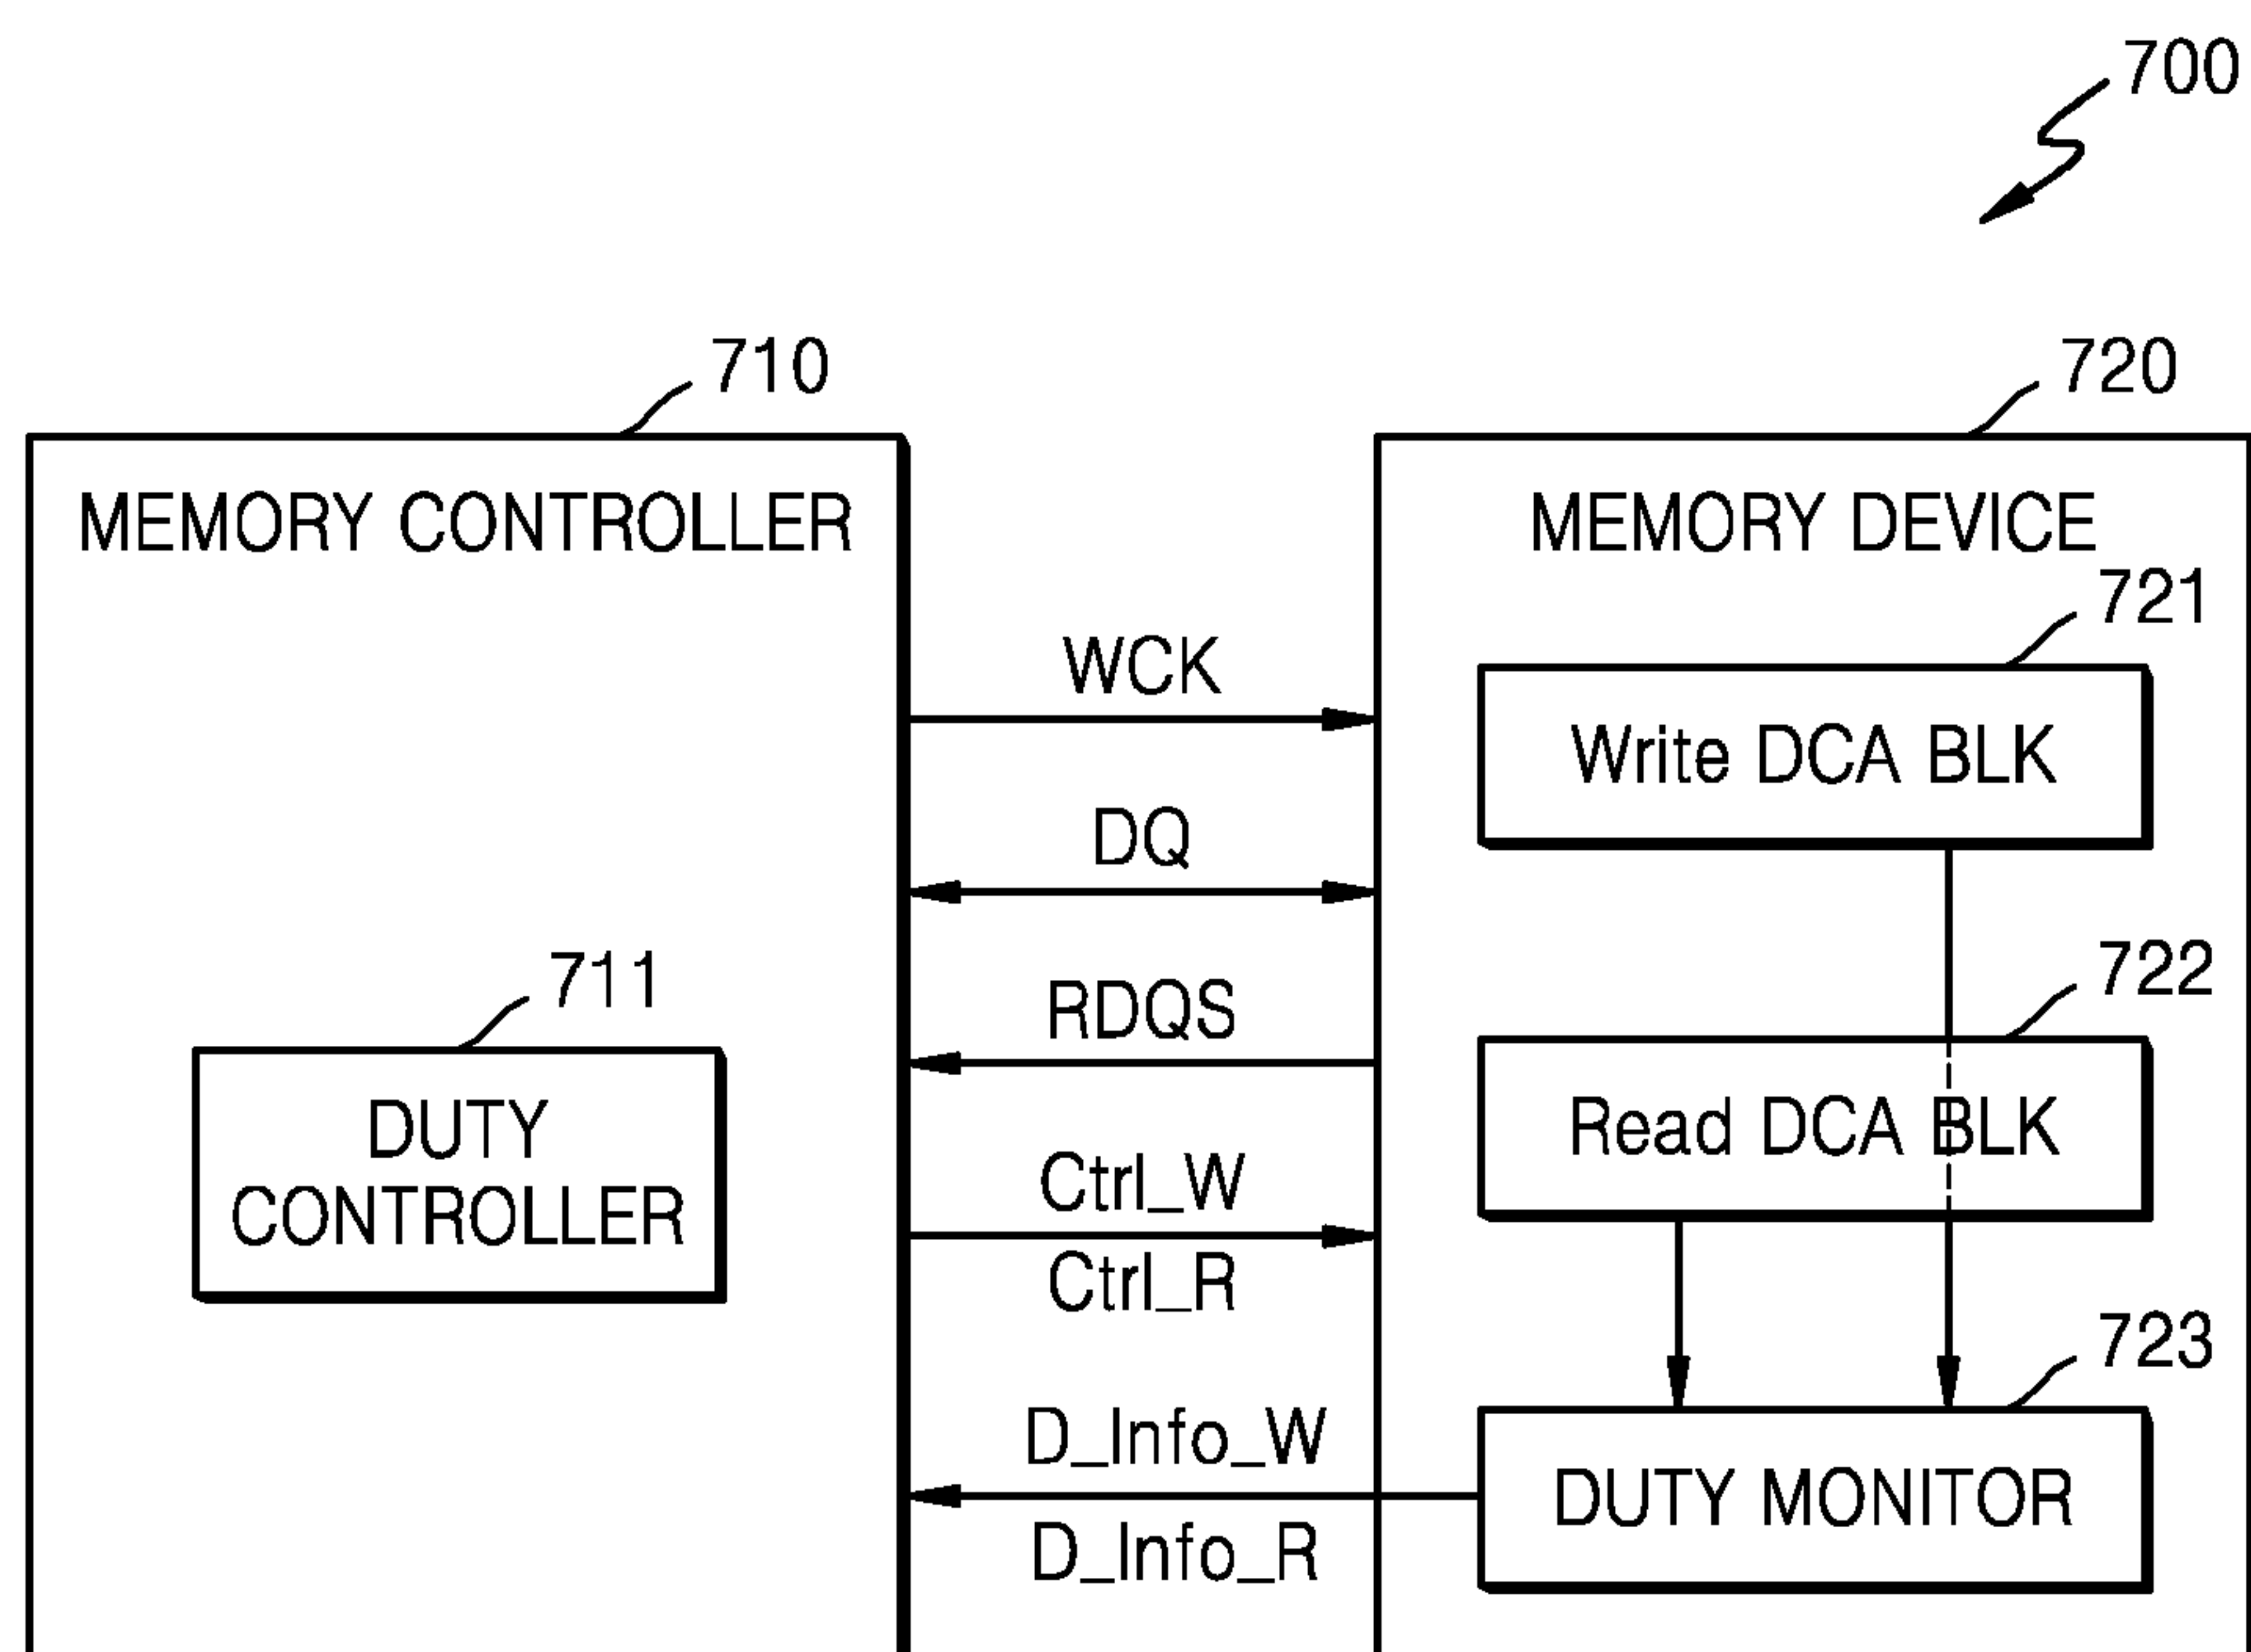 700
710
720
MEMORY CONTROLLER
MEMORY DEVICE
721
WCK
Write DCA BLK
DQ
722
711
RDQS
Read DCA BLK
DUTY
CONTROLLER
Ctrl_W
Ctrl_R
723
D_Info_W
DUTY MONITOR
D_Info_R